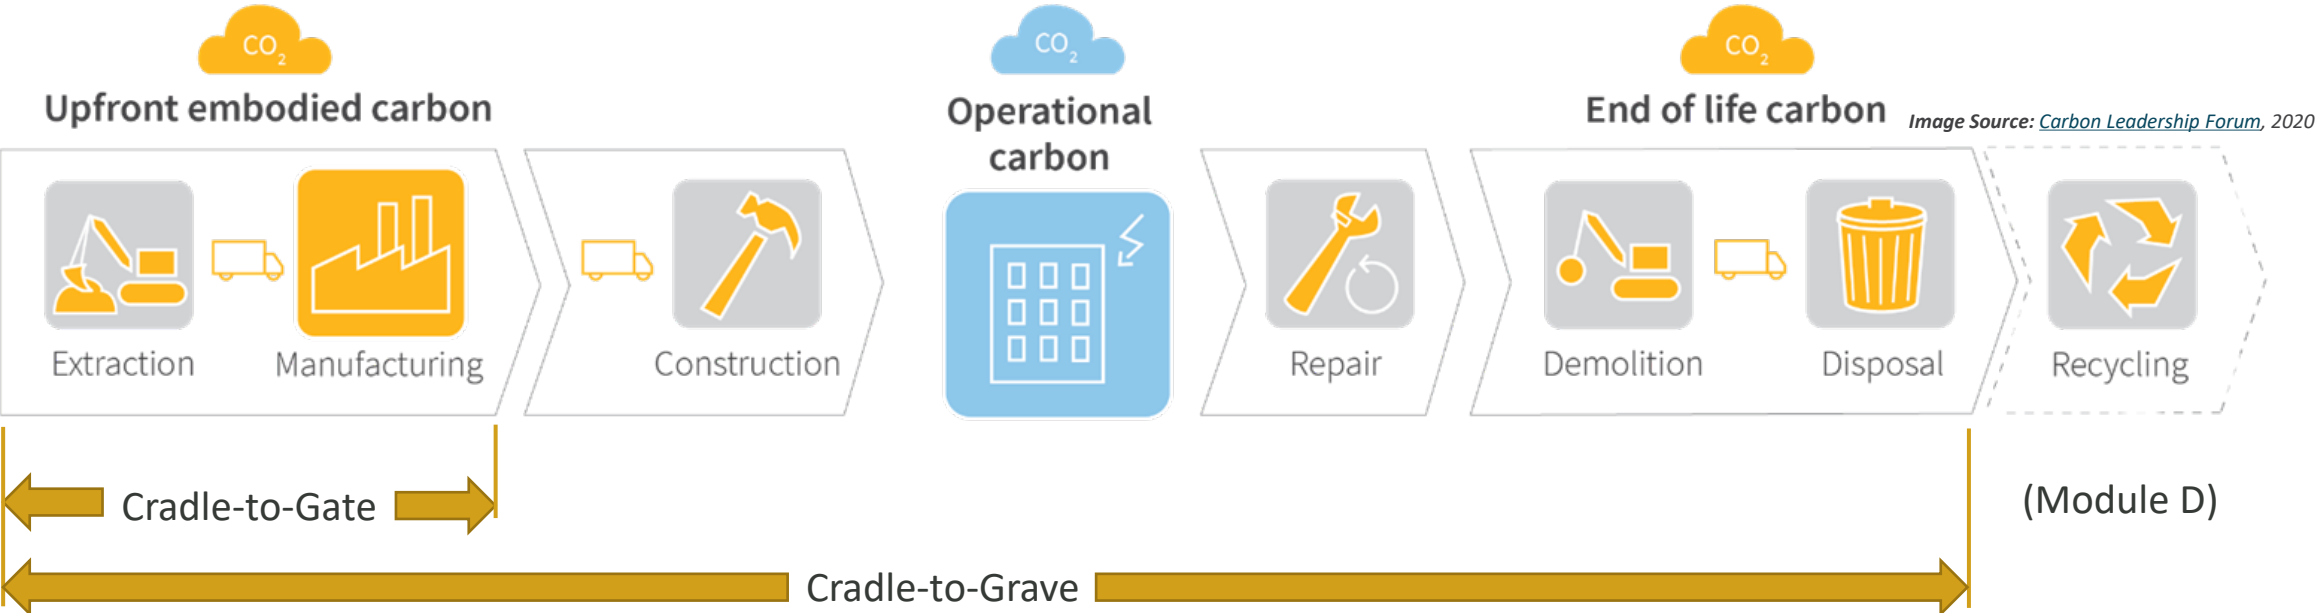 CO2
CO2
CO2
Upfront embodied carbon
Operational
carbon
End of life carbon
Image Source: Carbon Leadership Forum, 2020
Extraction
Manufacturing
Construction
Repair
Demolition
Disposal
Recycling
Cradle-to-Gate
(Module D)
Cradle-to-Grave